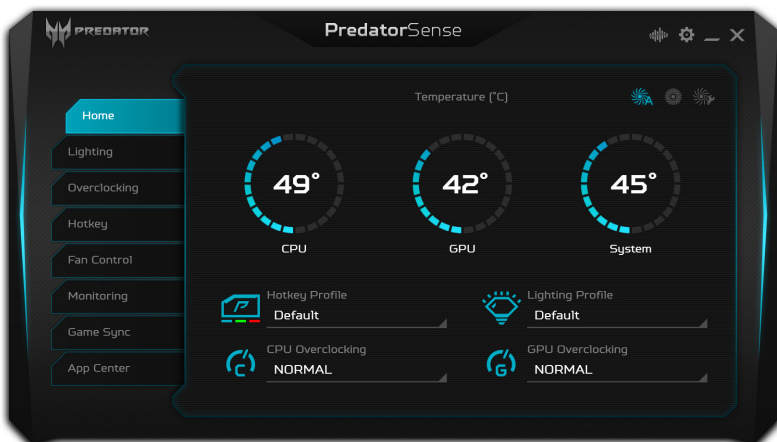 PREDATOR
PredatorSense
Home
Lighting
Overclocking
Hotkey
Fan Control
Monitoring
Game Sync
App Center
Temperature (°C)
A
49°
42°
45°
CPU
GPU
System
Hotkey Profile
Default
Lighting Profile
Default
P
CPU Overclocking
NORMAL
C
GPU Overclocking
NORMAL
G